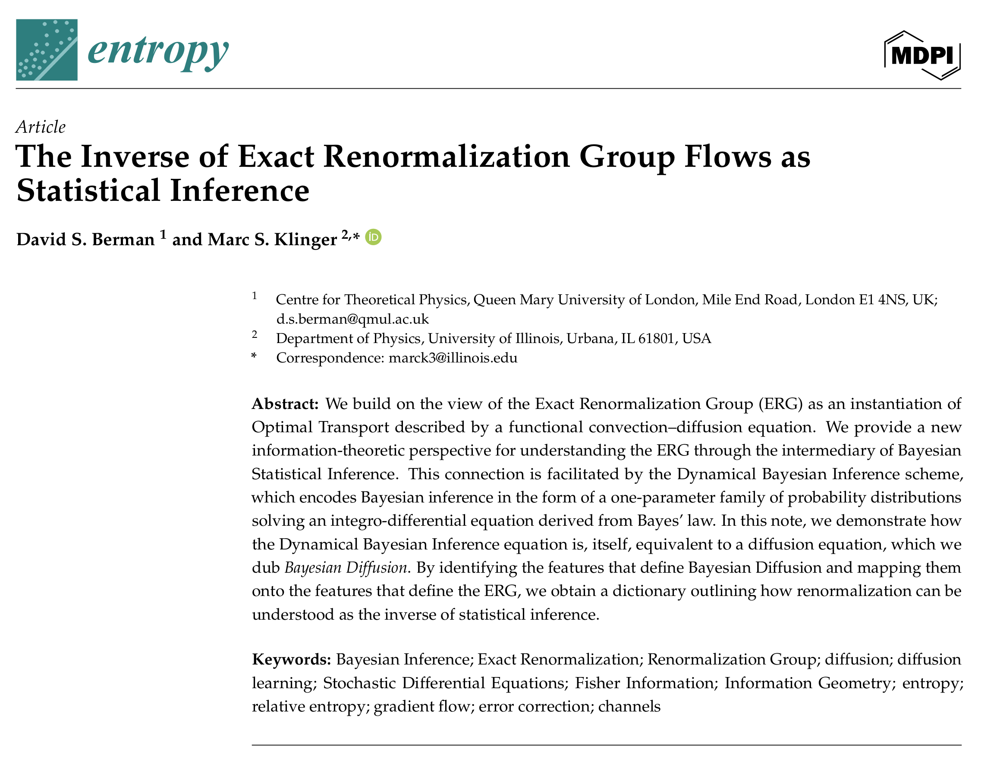 entropy
MDPI
Article
The Inverse of Exact Renormalization Group Flows as
Statistical Inference
David S. Berman 1 and Marc S. Klinger 2,* iD
1 Centre for Theoretical Physics, Queen Mary University of London, Mile End Road, London E1 4NS, UK;
d.s.berman@qmul.ac.uk
2 Department of Physics, University of Illinois, Urbana, IL 61801, USA
* Correspondence: marck3@illinois.edu
Abstract: We build on the view of the Exact Renormalization Group (ERG) as an instantiation of
Optimal Transport described by a functional convection–diffusion equation. We provide a new
information-theoretic perspective for understanding the ERG through the intermediary of Bayesian
Statistical Inference. This connection is facilitated by the Dynamical Bayesian Inference scheme,
which encodes Bayesian inference in the form of a one-parameter family of probability distributions
solving an integro-differential equation derived from Bayes’ law. In this note, we demonstrate how
the Dynamical Bayesian Inference equation is, itself, equivalent to a diffusion equation, which we
dub Bayesian Diffusion. By identifying the features that define Bayesian Diffusion and mapping them
onto the features that define the ERG, we obtain a dictionary outlining how renormalization can be
understood as the inverse of statistical inference.
Keywords: Bayesian Inference; Exact Renormalization; Renormalization Group; diffusion; diffusion
learning; Stochastic Differential Equations; Fisher Information; Information Geometry; entropy;
relative entropy; gradient flow; error correction; channels